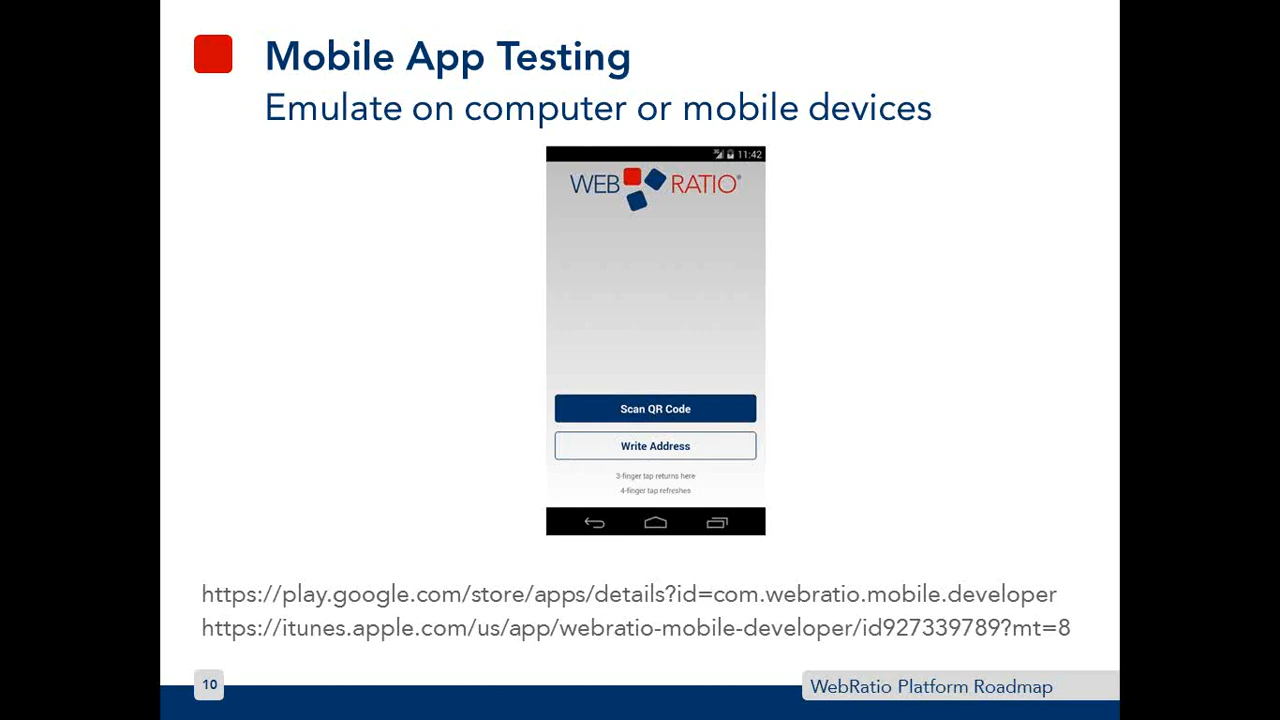 Mobile App Testing
Emulate on computer or mobile devices
3G 11:42
WEB RATIO®
Scan QR Code
Write Address
3-finger tap returns here
4-finger tap refreshes
https://play.google.com/store/apps/details?id=com.webratio.mobile.developer
https://itunes.apple.com/us/app/webratio-mobile-developer/id927339789?mt=8
10
WebRatio Platform Roadmap